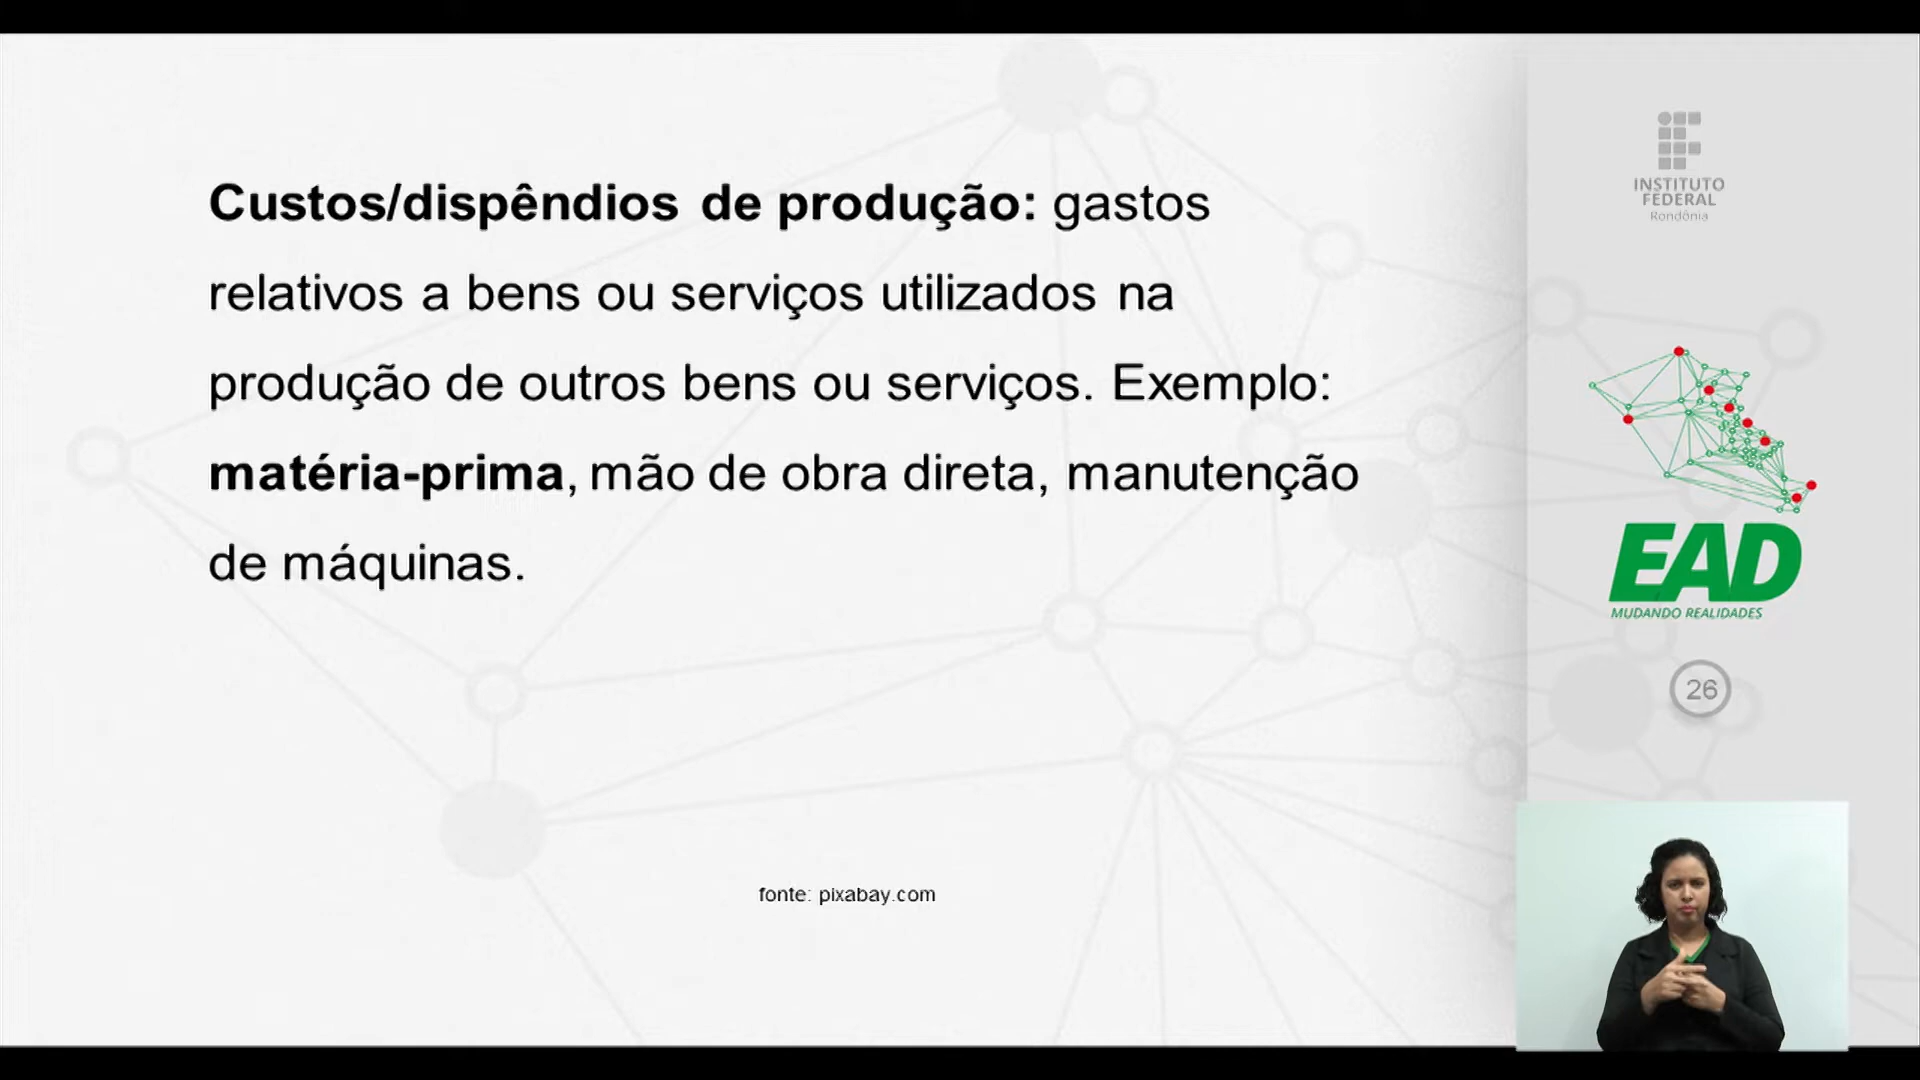 Custos/dispêndios de produção: gastos
relativos a bens ou serviços utilizados na
produção de outros bens ou serviços. Exemplo:
matéria-prima, mão de obra direta, manutenção
de máquinas.
fonte: pixabay.com
INSTITUTO
FEDERAL
Rondônia
EAD
MUDANDO REALIDADES
26